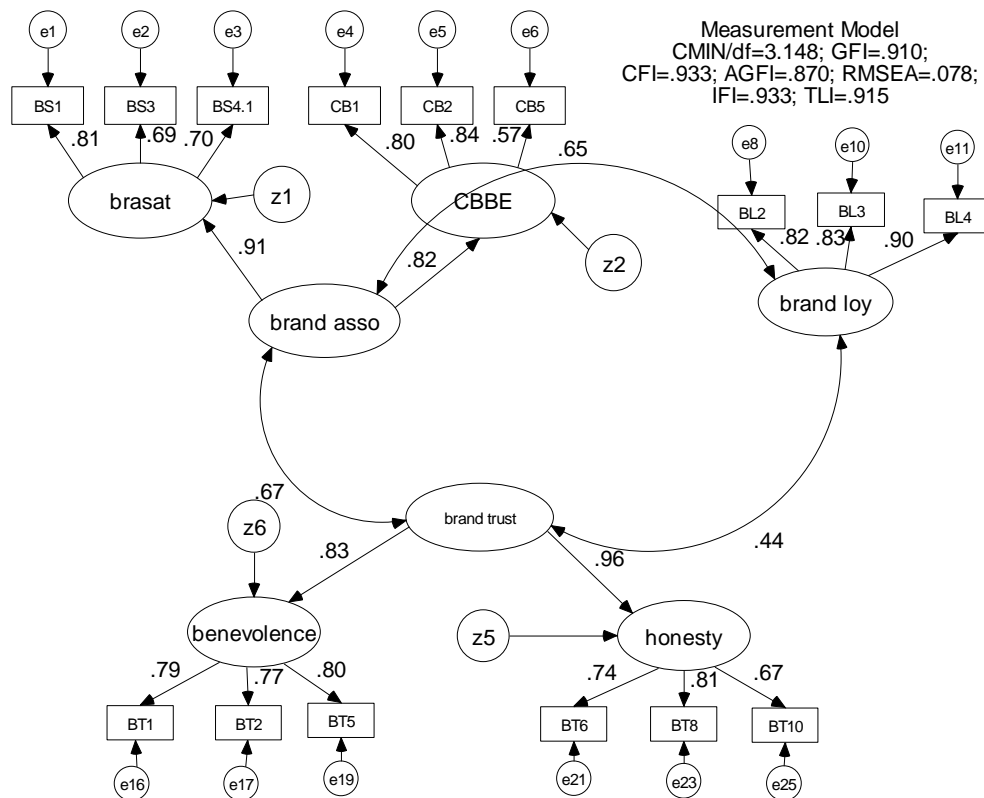 e1
e2
e3
e4
e5
e6
Measurement Model
CMIN/df=3.148; GFI=.910;
CFI=.933; AGFI=.870; RMSEA=.078;
IFI=.933; TLI=.915
BS1
BS3
BS4.1
CB1
CB2
CB5
.81
.69
.70
.80
.84
.57
.65
e8
e10
e11
BL2
BL3
BL4
.82
.83
.90
brasat
z1
CBBE
z2
.91
.82
brand asso
brand loy
.67
z6
brand trust
.44
.83
.96
benevolence
z5
honesty
.79
.77
.80
.74
.81
.67
BT1
BT2
BT5
BT6
BT8
BT10
e16
e17
e19
e21
e23
e25